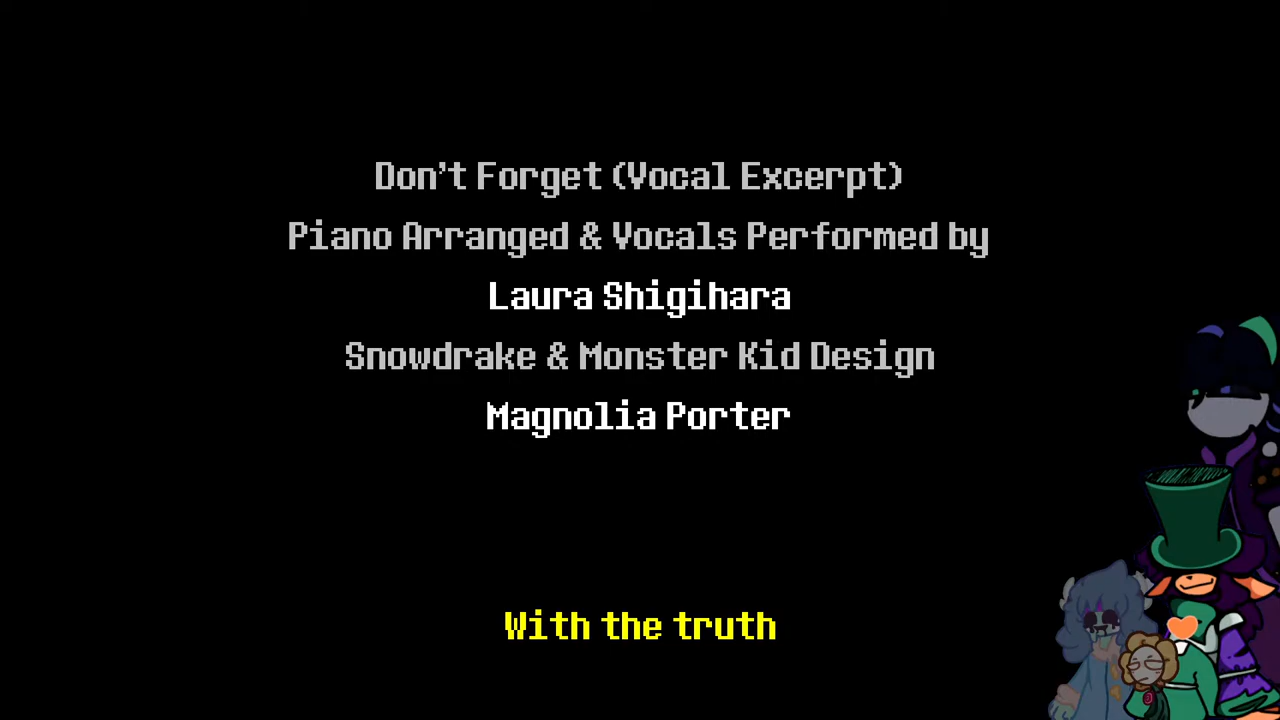 Don't Forget (Vocal Excerpt)
Piano Arranged & Vocals Performed by
Laura Shigihara
Snowdrake & Monster Kid Design
Magnolia Porter
With the truth